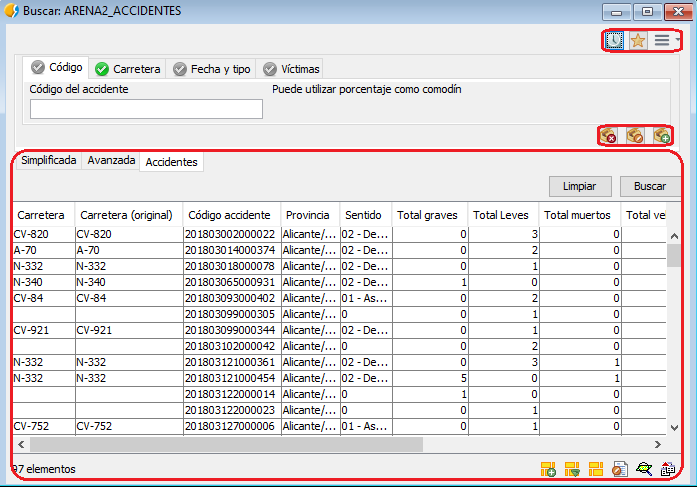 Buscar: ARENA2_ACCIDENTES
Código Carretera Fecha y tipo Víctimas
Código del accidente Puede utilizar porcentaje como comodín
Simplificada Avanzada Accidentes
Limpiar Buscar
Carretera Carretera (original) Código accidente Provincia Sentido Total graves Total Leves Total muertos Total ve
CV-820 CV-820 201803002000022 Alicante/... 02 - De... 0 3 0
A-70 A-70 201803014000374 Alicante/... 02 - De... 0 2 0
N-332 N-332 201803018000078 Alicante/... 02 - De... 0 1 0
N-340 N-340 201803065000931 Alicante/... 02 - De... 1 0 0
CV-84 CV-84 201803093000402 Alicante/... 01 - As... 0 2 0
201803099000305 Alicante/... 0 0 1 0
CV-921 CV-921 201803099000344 Alicante/... 02 - De... 0 1 0
201803102000042 Alicante/... 0 0 2 0
N-332 N-332 201803121000361 Alicante/... 02 - De... 0 3 1
N-332 N-332 201803121000454 Alicante/... 02 - De... 5 0 1
201803122000014 Alicante/... 0 1 0 0
201803122000023 Alicante/... 0 0 1 0
CV-752 CV-752 201803127000006 Alicante/... 01 - As... 0 1 0
97 elementos